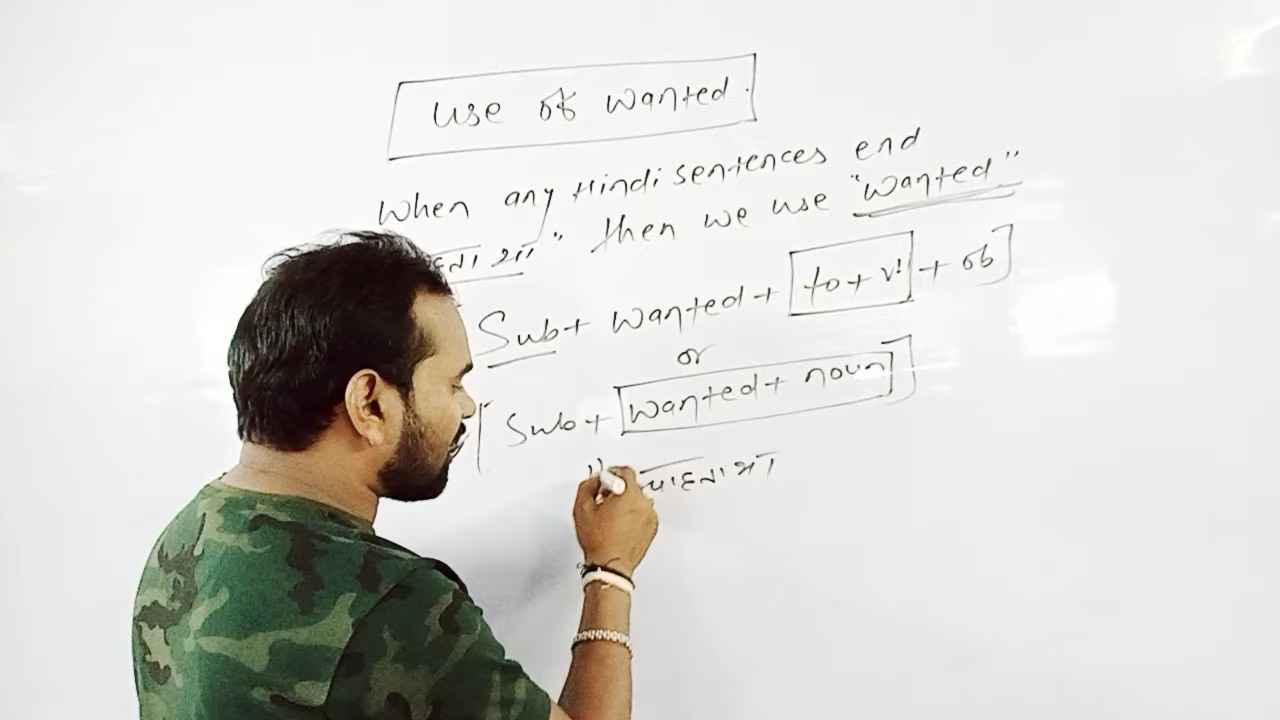 Use of Wanted.
When any Hindi sentences end
" then we use "Wanted"
Sub + Wanted + to + v1 + ob]
or
[Sub + Wanted + noun]
चाहता था